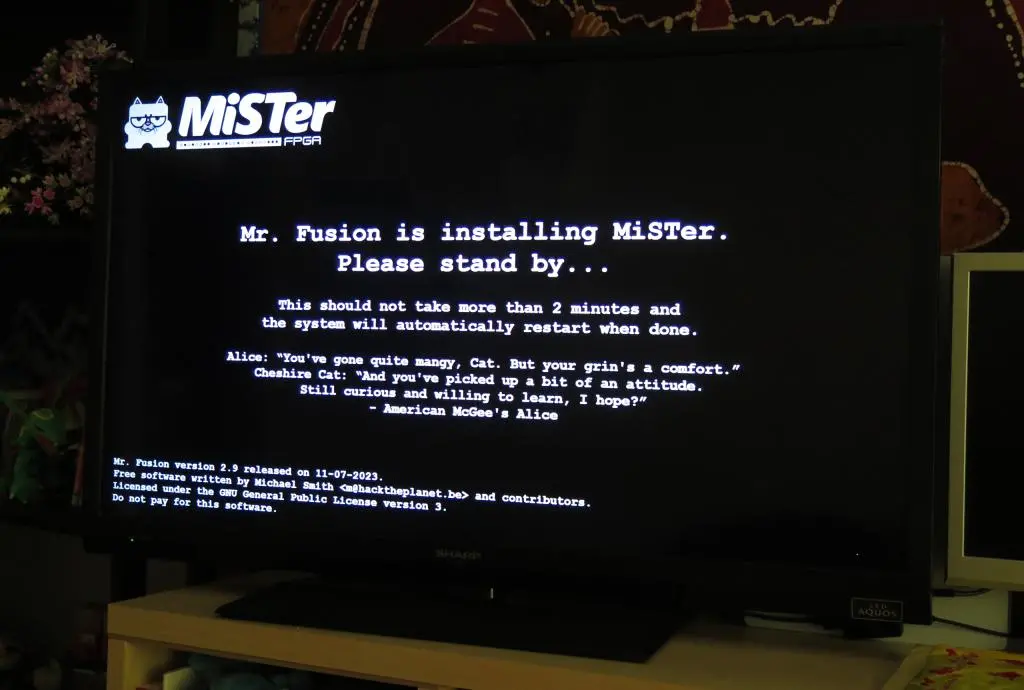 MiSTer
FPGA
Mr. Fusion is installing MiSTer.
Please stand by...
This should not take more than 2 minutes and
the system will automatically restart when done.
Alice: “You've gone quite mangy, Cat. But your grin's a comfort.”
Cheshire Cat: “And you've picked up a bit of an attitude.
Still curious and willing to learn, I hope?”
- American McGee's Alice
Mr. Fusion version 2.9 released on 11-07-2023.
Free software written by Michael Smith <m@hacktheplanet.be> and contributors.
Licensed under the GNU General Public License version 3.
Do not pay for this software.
SHARP
LED
AQUOS